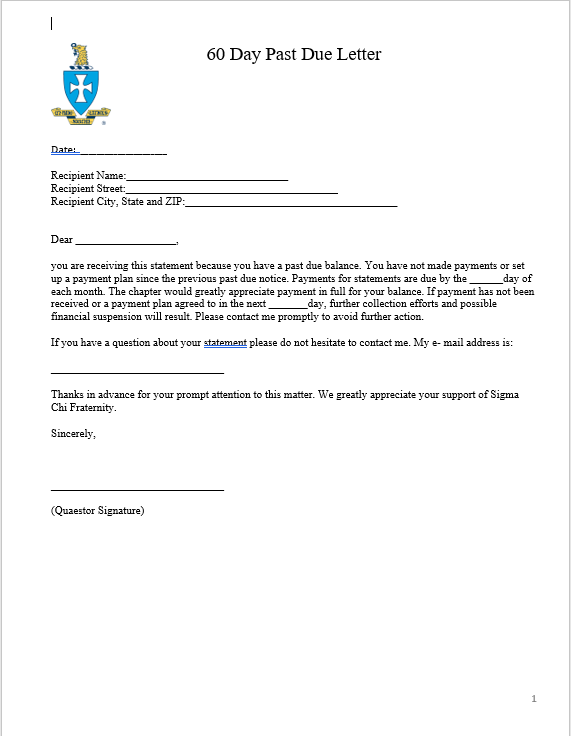 60 Day Past Due Letter
Date: _________________
Recipient Name:______________________________
Recipient Street:_______________________________________
Recipient City, State and ZIP:_______________________________________
Dear ___________________,
you are receiving this statement because you have a past due balance. You have not made payments or set
up a payment plan since the previous past due notice. Payments for statements are due by the ______day of
each month. The chapter would greatly appreciate payment in full for your balance. If payment has not been
received or a payment plan agreed to in the next _______day, further collection efforts and possible
financial suspension will result. Please contact me promptly to avoid further action.
If you have a question about your statement please do not hesitate to contact me. My e- mail address is:
________________________________
Thanks in advance for your prompt attention to this matter. We greatly appreciate your support of Sigma
Chi Fraternity.
Sincerely,
________________________________
(Quaestor Signature)
1